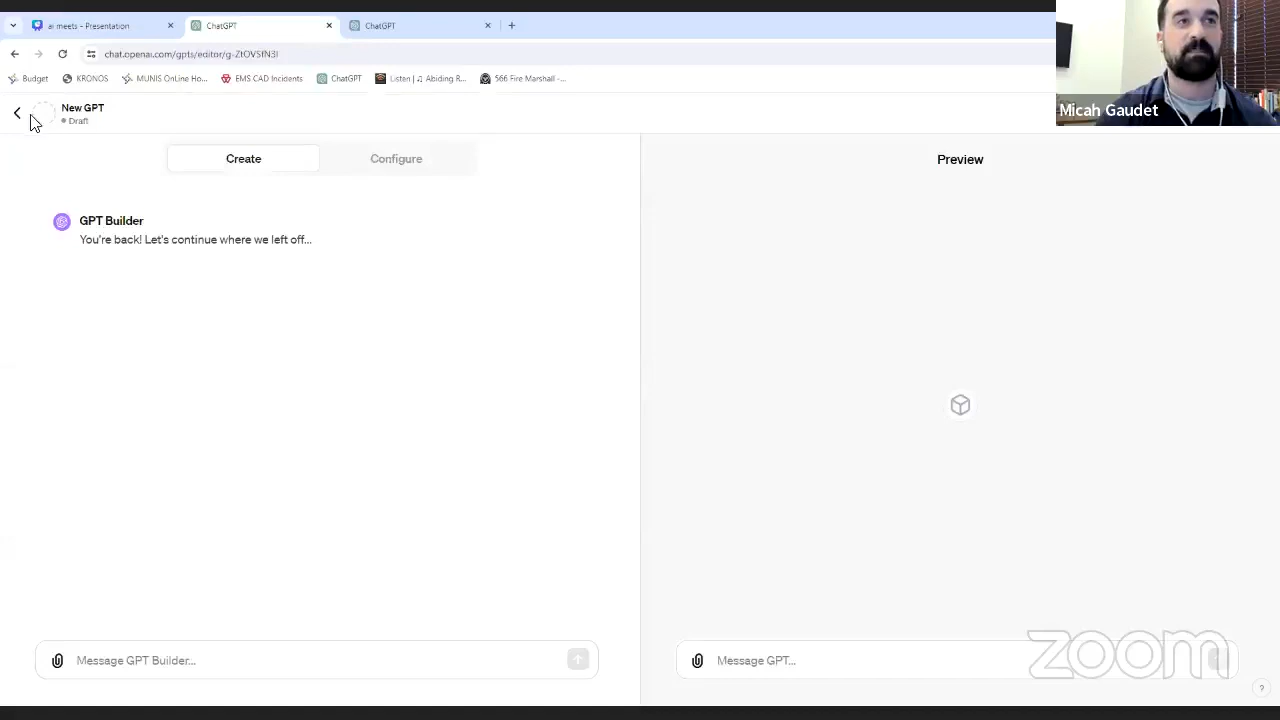 ai meets - Presentation
ChatGPT
ChatGPT
chat.openai.com/gpts/editor/g-ZtOVSfN3l
Budget
KRONOS
MUNIS OnLine Ho...
EMS CAD Incidents
ChatGPT
Listen | ♫ Abiding R...
566 Fire Marshall -...
Micah Gaudet
New GPT
Draft
Create
Configure
Preview
GPT Builder
You're back! Let's continue where we left off...
Message GPT Builder...
Message GPT...
zoom
?